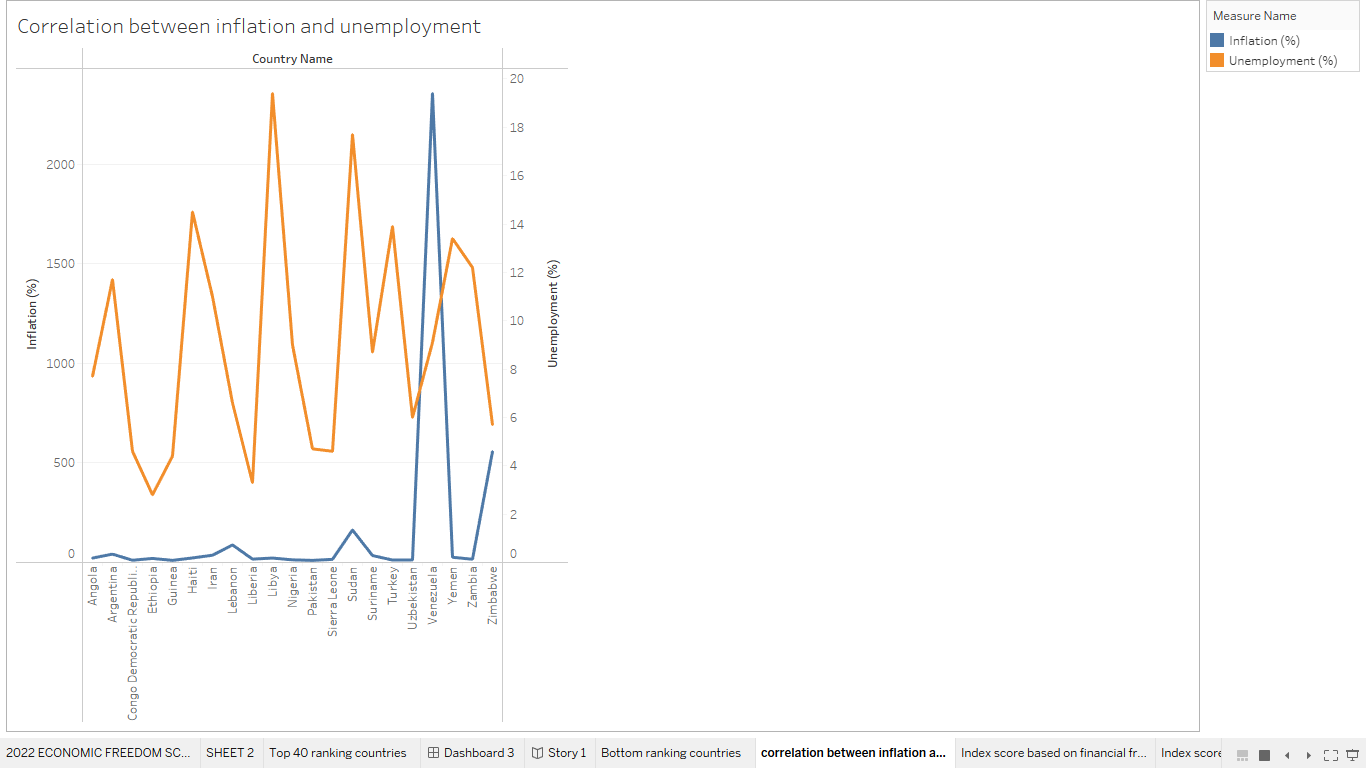 Correlation between inflation and unemployment
Country Name
Inflation (%)
2000
1500
1000
500
0
20
18
16
14
12
10
8
6
4
2
0
Unemployment (%)
Angola
Argentina
Congo Democratic Republi..
Ethiopia
Guinea
Haiti
Iran
Lebanon
Liberia
Libya
Nigeria
Pakistan
Sierra Leone
Sudan
Suriname
Turkey
Uzbekistan
Venezuela
Yemen
Zambia
Zimbabwe
Measure Name
Inflation (%)
Unemployment (%)
2022 ECONOMIC FREEDOM SC... SHEET 2 Top 40 ranking countries Dashboard 3 Story 1 Bottom ranking countries correlation between inflation a... Index score based on financial fr... Index score